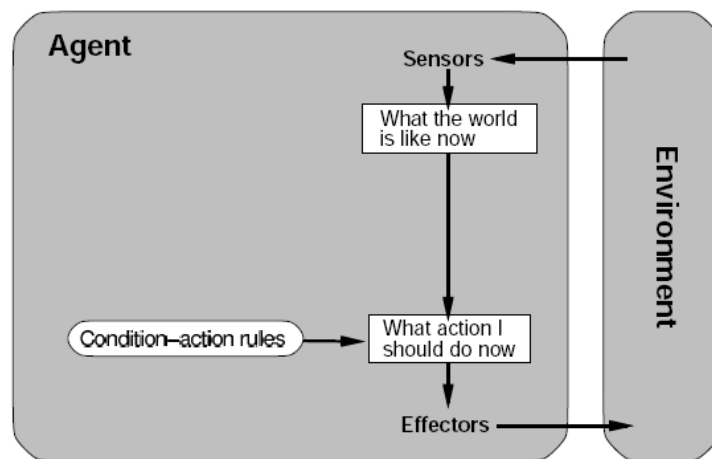 Agent
Sensors
What the world
is like now
Environment
Condition–action rules
What action I
should do now
Effectors